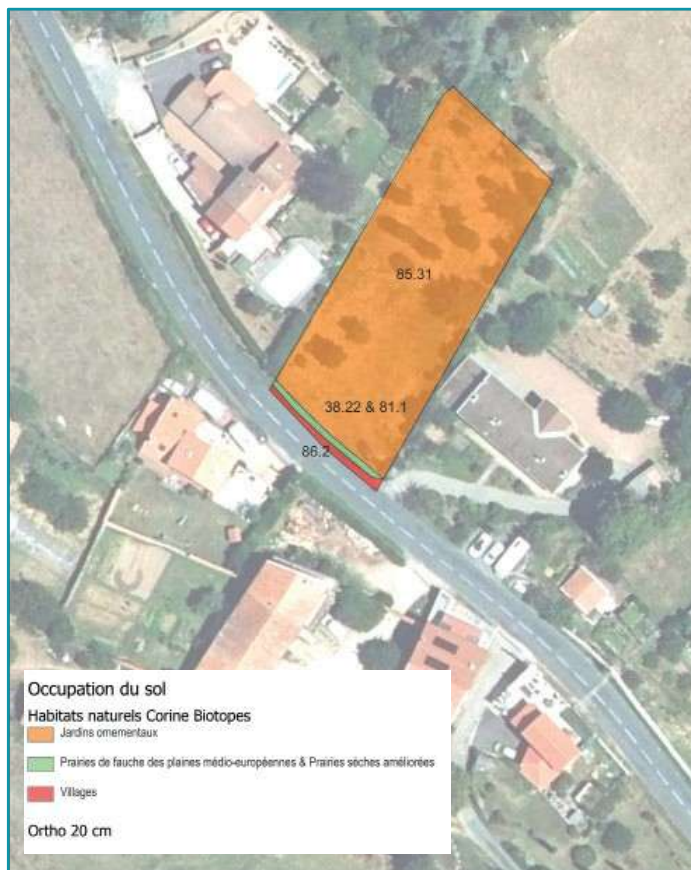 85.31
38.22 & 81.1
86.2
Occupation du sol
Habitats naturels Corine Biotopes
Jardins ornementaux
Prairies de fauche des plaines médio-européennes & Prairies sèches améliorées
Villages
Ortho 20 cm